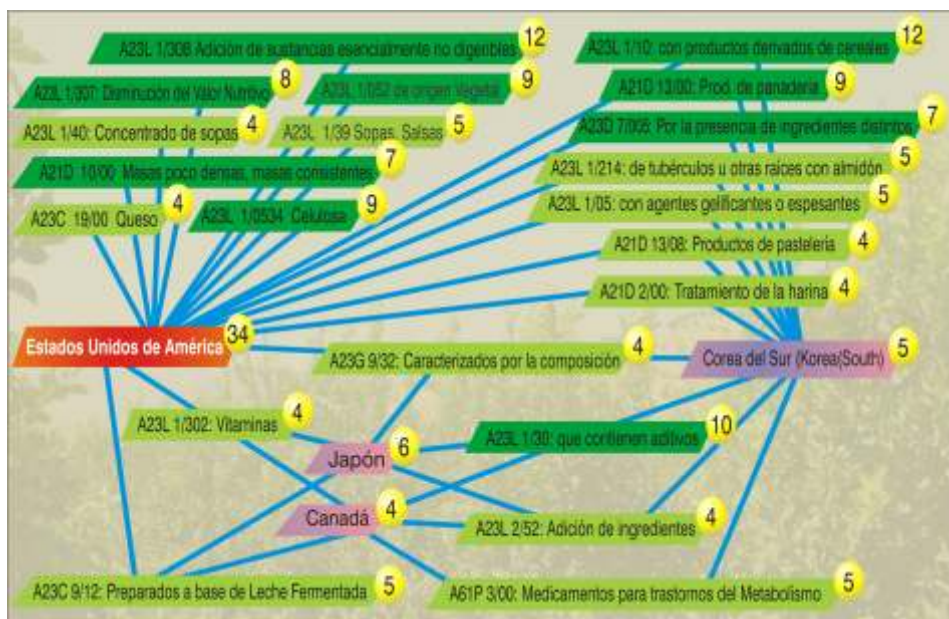 A23L 1/308 Adición de sustancias esencialmente no digeribles 12
A23L 1/10: con productos derivados de cereales 12
A23L 1/307: Disminución del Valor Nutritivo 8
A23L 1/052 de origen Vegetal 9
A21D 13/00: Prod. de panadería 9
A23L 1/40: Concentrado de sopas 4
A23L 1/39 Sopas. Salsas 5
A23D 7/005: Por la presencia de ingredientes distintos 7
A21D 10/00 Masas poco densas, masas consistentes 7
A23L 1/214: de tubérculos u otras raíces con almidón 5
A23C 19/00 Queso 4
A23L 1/0534 Celulosa 9
A23L 1/05: con agentes gelificantes o espesantes 5
A21D 13/08: Productos de pastelería 4
A21D 2/00: Tratamiento de la harina 4
Estados Unidos de América 34
A23G 9/32: Caracterizados por la composición 4
Corea del Sur (Korea(South) 5
A23L 1/302: Vitaminas 4
A23L 1/30: que contienen aditivos 10
Japón 6
Canadá 4
A23L 2/52: Adición de ingredientes 4
A23C 9/12: Preparados a base de Leche Fermentada 5
A61P 3/00: Medicamentos para trastornos del Metabolismo 5